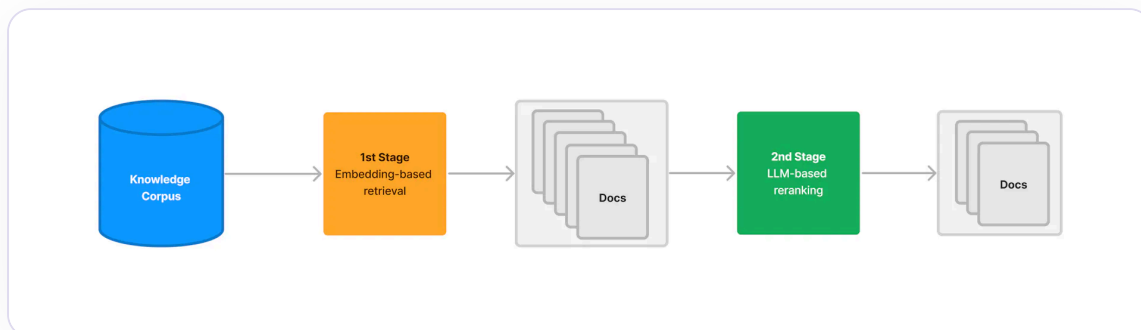 Knowledge
Corpus
1st Stage
Embedding-based
retrieval
Docs
2nd Stage
LLM-based
reranking
Docs